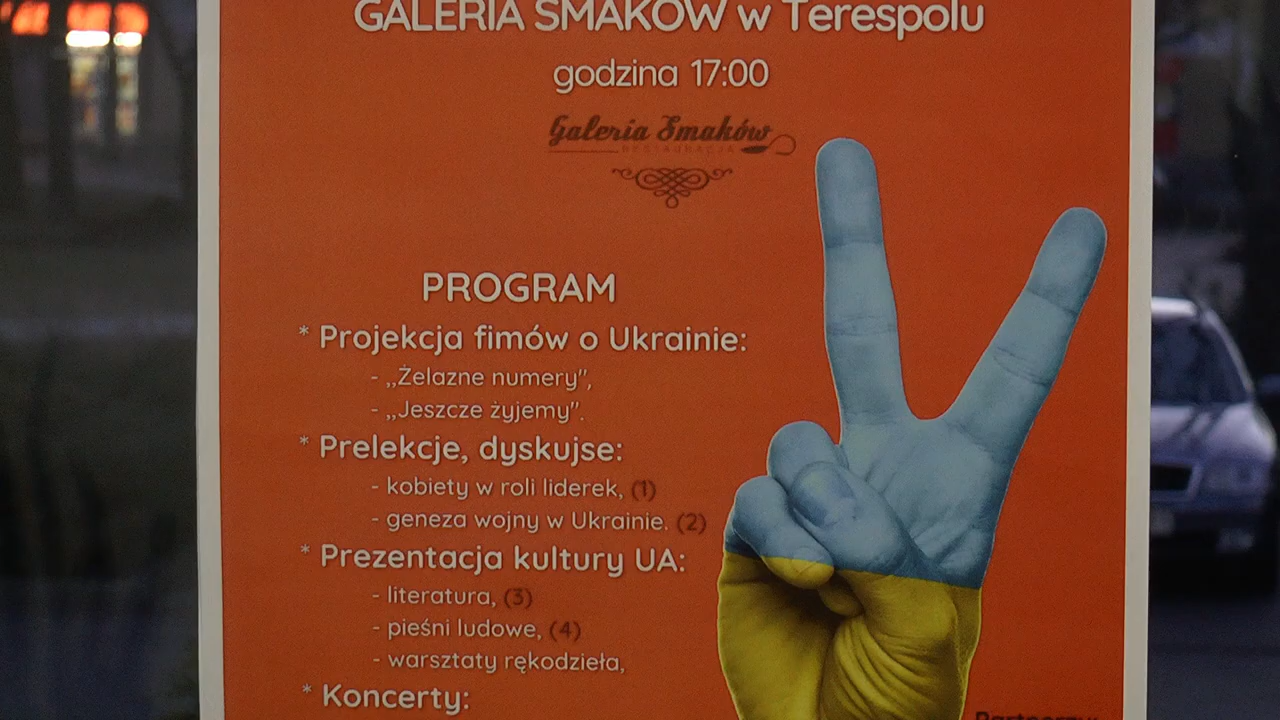 GALERIA SMAKÓW w Terespolu
godzina 17:00
Galeria Smaków
RESTAURACJA
PROGRAM
* Projekcja fimów o Ukrainie:
- ,,Żelazne numery",
- ,,Jeszcze żyjemy".
* Prelekcje, dyskujse:
- kobiety w roli liderek, (1)
- geneza wojny w Ukrainie. (2)
* Prezentacja kultury UA:
- literatura, (3)
- pieśni ludowe, (4)
- warsztaty rękodzieła,
* Koncerty: